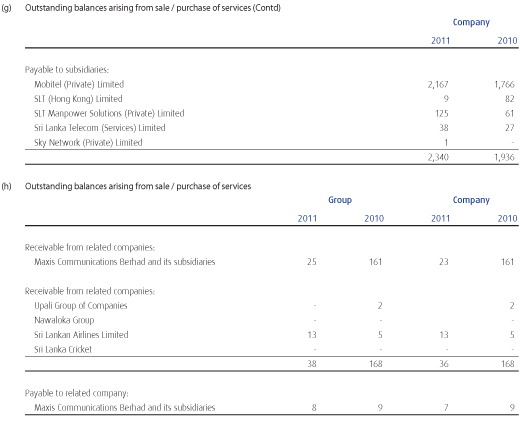 (g) Outstanding balances arising from sale / purchase of services (Contd)
Company
2011 2010
Payable to subsidiaries:
Mobitel (Private) Limited 2,167 1,766
SLT (Hong Kong) Limited 9 82
SLT Manpower Solutions (Private) Limited 125 61
Sri Lanka Telecom (Services) Limited 38 27
Sky Network (Private) Limited 1 -
2,340 1,936
(h) Outstanding balances arising from sale / purchase of services
Group Company
2011 2010 2011 2010
Receivable from related companies:
Maxis Communications Berhad and its subsidiaries 25 161 23 161
Receivable from related companies:
Upali Group of Companies - 2 2
Nawaloka Group - - - -
Sri Lankan Airlines Limited 13 5 13 5
Sri Lanka Cricket - - - -
38 168 36 168
Payable to related company:
Maxis Communications Berhad and its subsidiaries 8 9 7 9